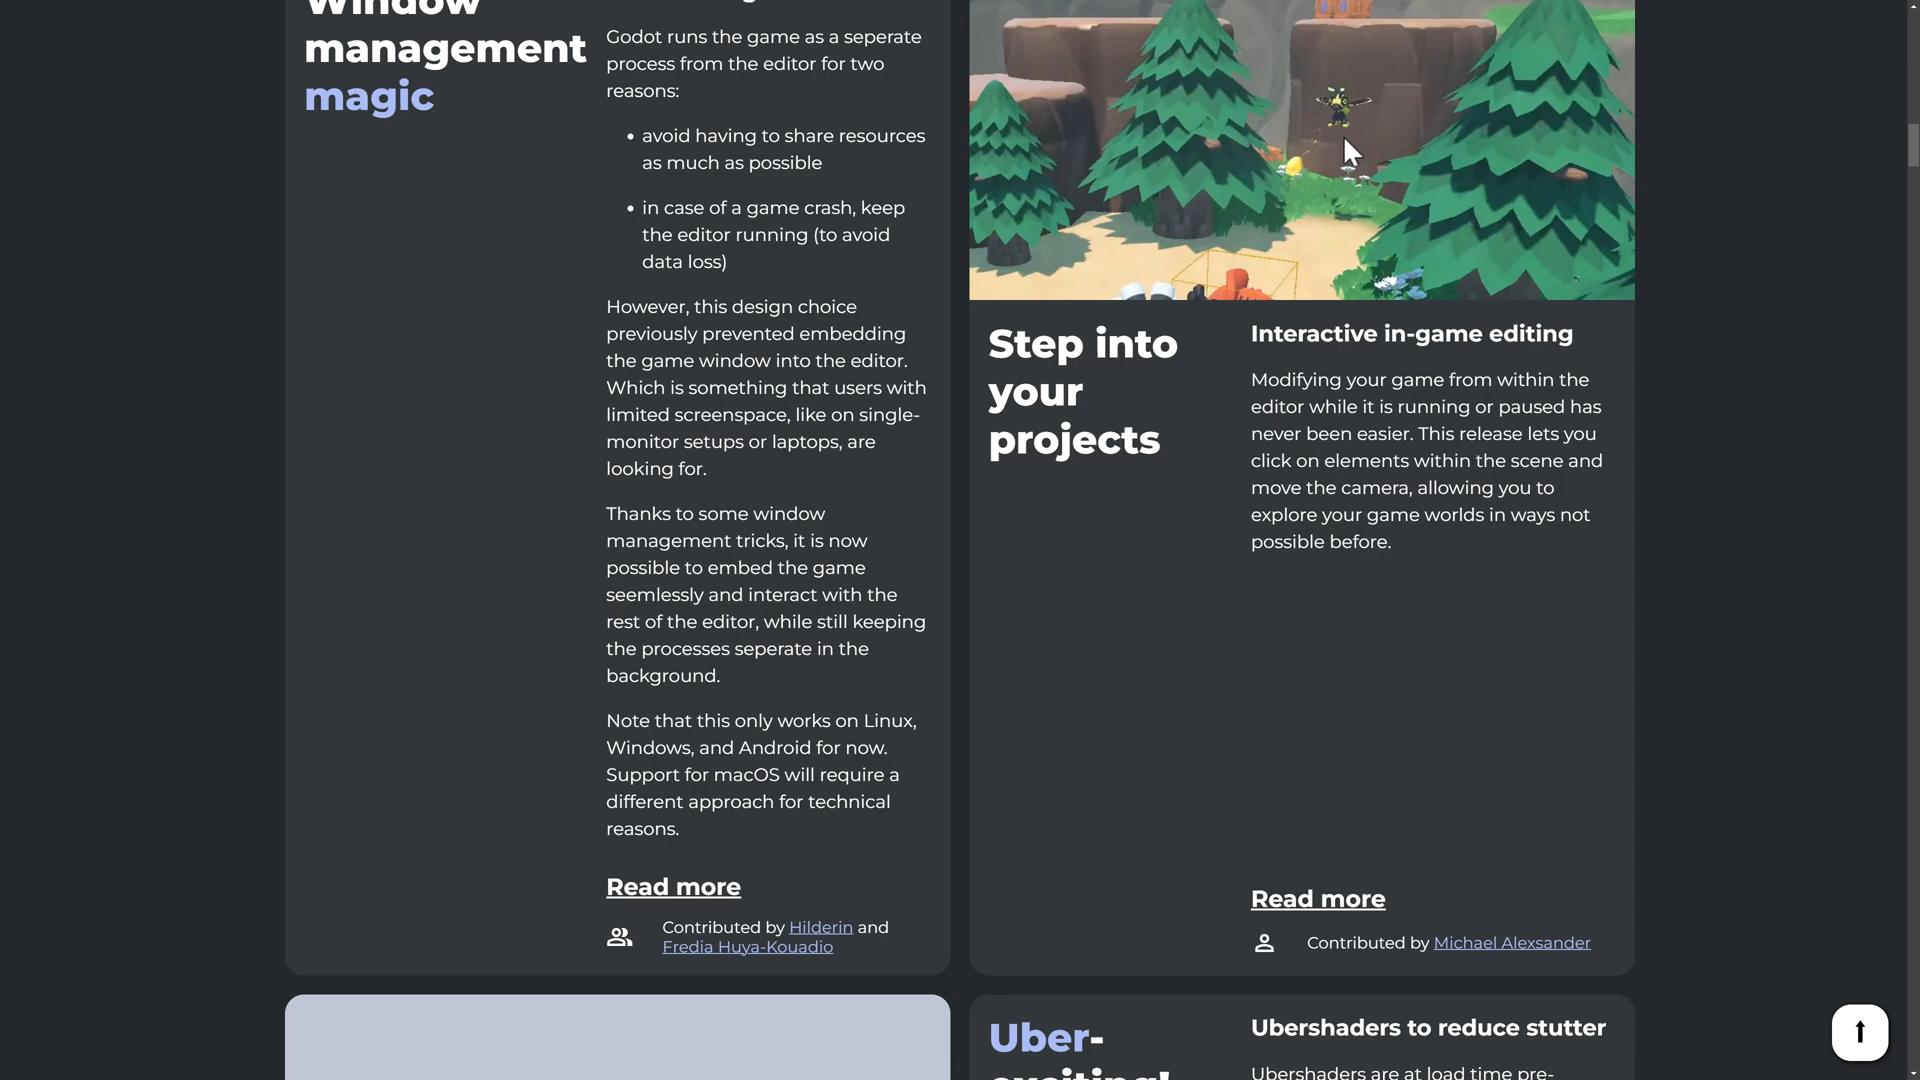 Window
management
magic
Godot runs the game as a seperate
process from the editor for two
reasons:
• avoid having to share resources
as much as possible
• in case of a game crash, keep
the editor running (to avoid
data loss)
However, this design choice
previously prevented embedding
the game window into the editor.
Which is something that users with
limited screenspace, like on single-
monitor setups or laptops, are
looking for.
Thanks to some window
management tricks, it is now
possible to embed the game
seemlessly and interact with the
rest of the editor, while still keeping
the processes seperate in the
background.
Note that this only works on Linux,
Windows, and Android for now.
Support for macOS will require a
different approach for technical
reasons.
Read more
Contributed by Hilderin and
Fredia Huya-Kouadio
Step into
your
projects
Interactive in-game editing
Modifying your game from within the
editor while it is running or paused has
never been easier. This release lets you
click on elements within the scene and
move the camera, allowing you to
explore your game worlds in ways not
possible before.
Read more
Contributed by Michael Alexsander
Uber-
exciting!
Ubershaders to reduce stutter
Ubershaders are at load time pre-